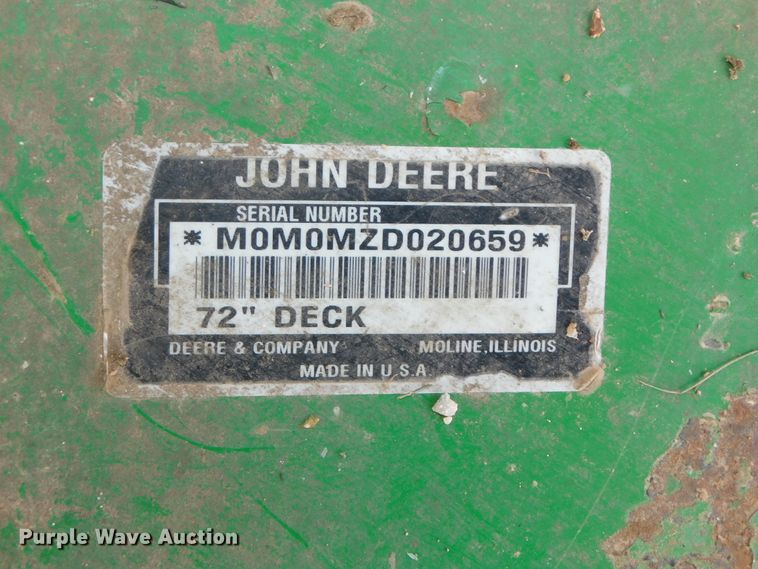 JOHN DEERE
SERIAL NUMBER
* M0M0MZD020659 *
72" DECK
DEERE & COMPANY MOLINE, ILLINOIS
MADE IN U.S.A
Purple Wave Auction